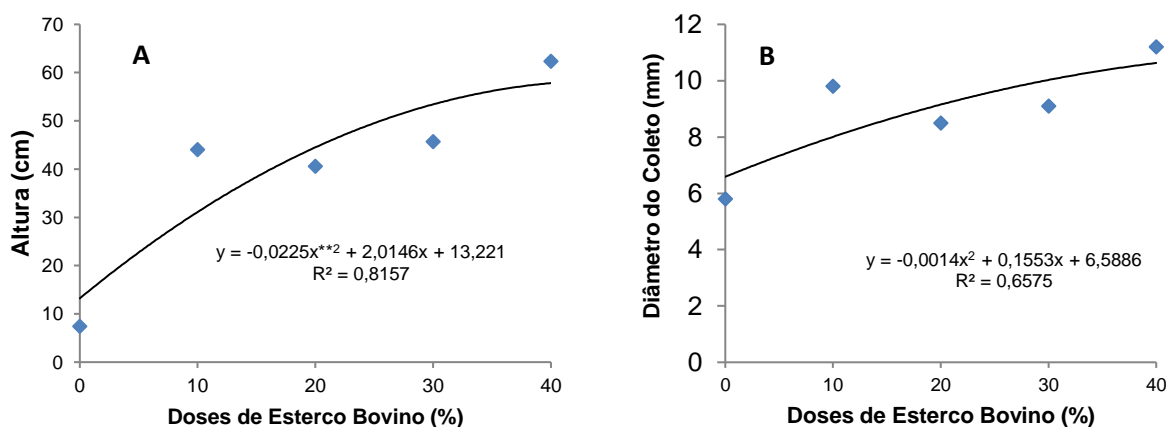 A
Altura (cm)
70
60
50
40
30
20
10
0
y = -0,0225x**² + 2,0146x + 13,221
R² = 0,8157
0 10 20 30 40
Doses de Esterco Bovino (%)
B
Diâmetro do Coleto (mm)
12
10
8
6
4
2
0
y = -0,0014x² + 0,1553x + 6,5886
R² = 0,6575
0 10 20 30 40
Doses de Esterco Bovino (%)